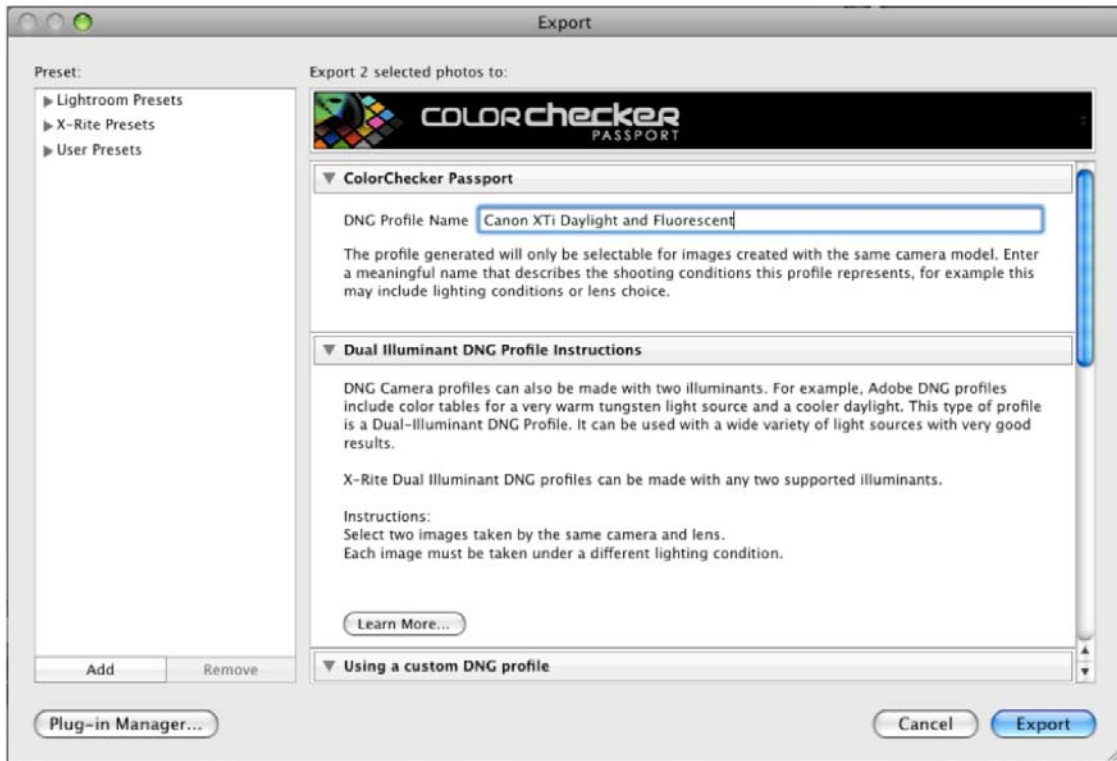 Export
Preset:
Export 2 selected photos to:
Lightroom Presets
X-Rite Presets
User Presets
COLOR checker
PASSPORT
ColorChecker Passport
DNG Profile Name Canon XTi Daylight and Fluorescent
The profile generated will only be selectable for images created with the same camera model. Enter
a meaningful name that describes the shooting conditions this profile represents, for example this
may include lighting conditions or lens choice.
Dual Illuminant DNG Profile Instructions
DNG Camera profiles can also be made with two illuminants. For example, Adobe DNG profiles
include color tables for a very warm tungsten light source and a cooler daylight. This type of profile
is a Dual-Illuminant DNG Profile. It can be used with a wide variety of light sources with very good
results.
X-Rite Dual Illuminant DNG profiles can be made with any two supported illuminants.
Instructions:
Select two images taken by the same camera and lens.
Each image must be taken under a different lighting condition.
Learn More...
Using a custom DNG profile
Add
Remove
Plug-in Manager...
Cancel
Export